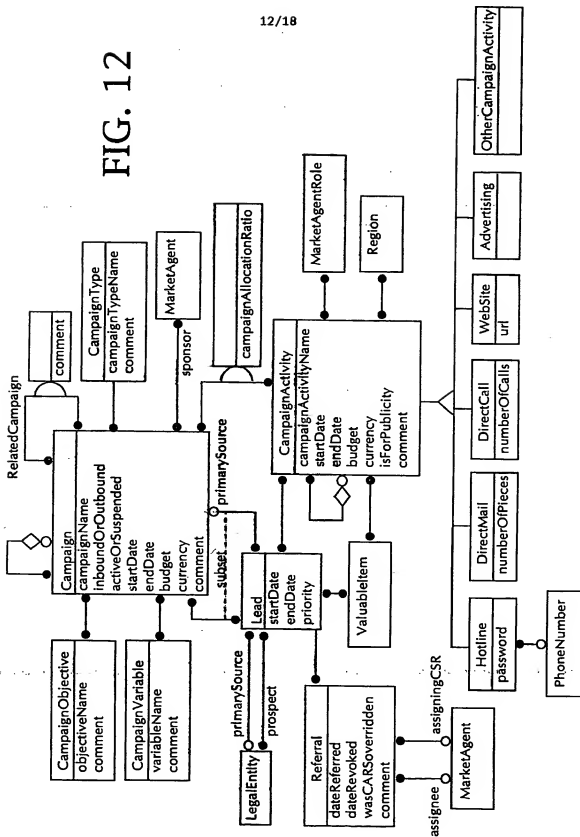 12/18
FIG. 12
RelatedCampaign
comment
CampaignObjective
objectiveName
comment
CampaignVariable
variableName
comment
Campaign
campaignName
inboundOrOutbound
activeOrSuspended
startDate
endDate
budget
currency
comment
CampaignType
campaignTypeName
comment
MarketAgent
sponsor
subset
primarySource
campaignAllocationRatio
LegalEntity
primarySource
prospect
Lead
startDate
endDate
priority
CampaignActivity
campaignActivityName
startDate
endDate
budget
currency
isForPublicity
comment
MarketAgentRole
Region
Referral
dateReferred
dateRevoked
wasCARSoverridden
comment
ValuableItem
assignee
assigningCSR
MarketAgent
Hotline
password
PhoneNumber
DirectMail
numberOfPieces
DirectCall
numberOfCalls
WebSite
url
Advertising
OtherCampaignActivity